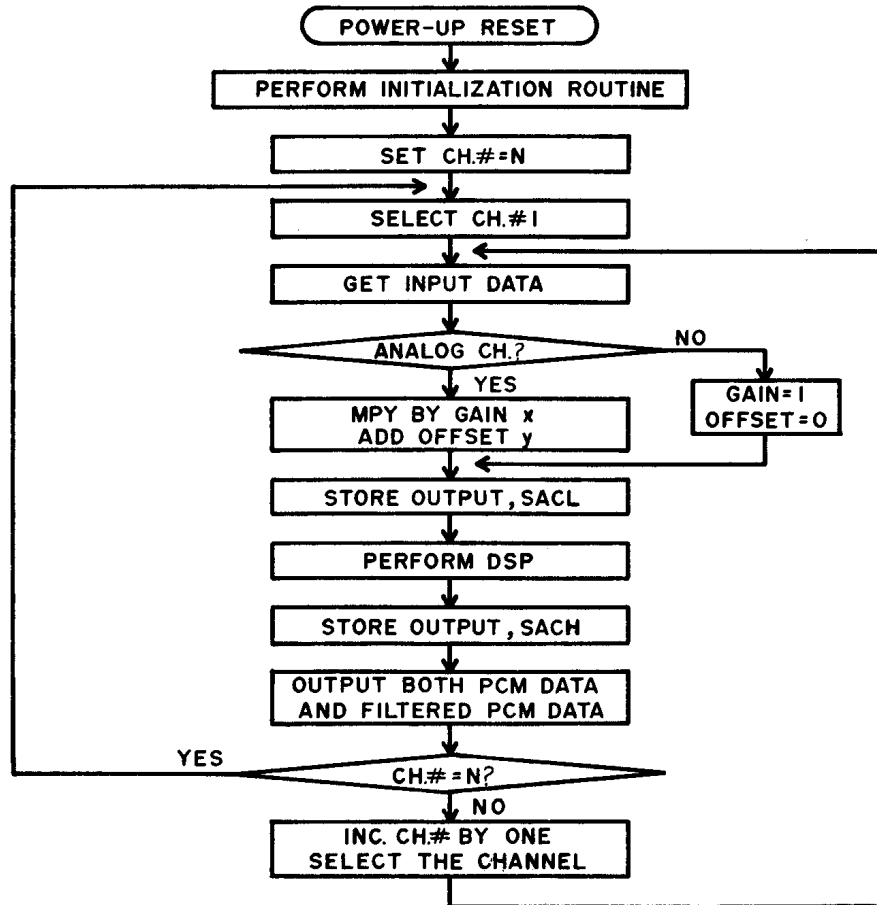 POWER-UP RESET
PERFORM INITIALIZATION ROUTINE
SET CH.#=N
SELECT CH.#1
GET INPUT DATA
ANALOG CH.?
NO
YES
GAIN=1
OFFSET=0
MPY BY GAIN x
ADD OFFSET y
STORE OUTPUT, SACL
PERFORM DSP
STORE OUTPUT, SACH
OUTPUT BOTH PCM DATA
AND FILTERED PCM DATA
YES
CH.#=N?
NO
INC. CH.# BY ONE
SELECT THE CHANNEL